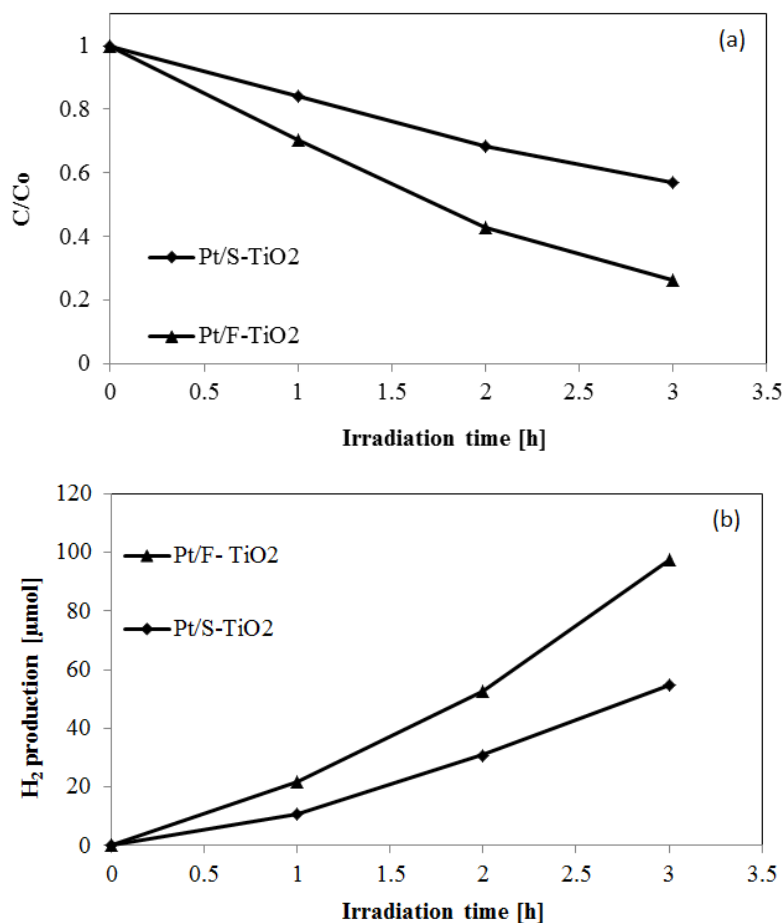 (a)
1
0.8
0.6
0.4
0.2
0
C/Co
Pt/S-TiO2
Pt/F-TiO2
0 0.5 1 1.5 2 2.5 3 3.5
Irradiation time [h]
(b)
120
100
80
60
40
20
0
H₂ production [µmol]
Pt/F- TiO2
Pt/S-TiO2
0 0.5 1 1.5 2 2.5 3 3.5
Irradiation time [h]